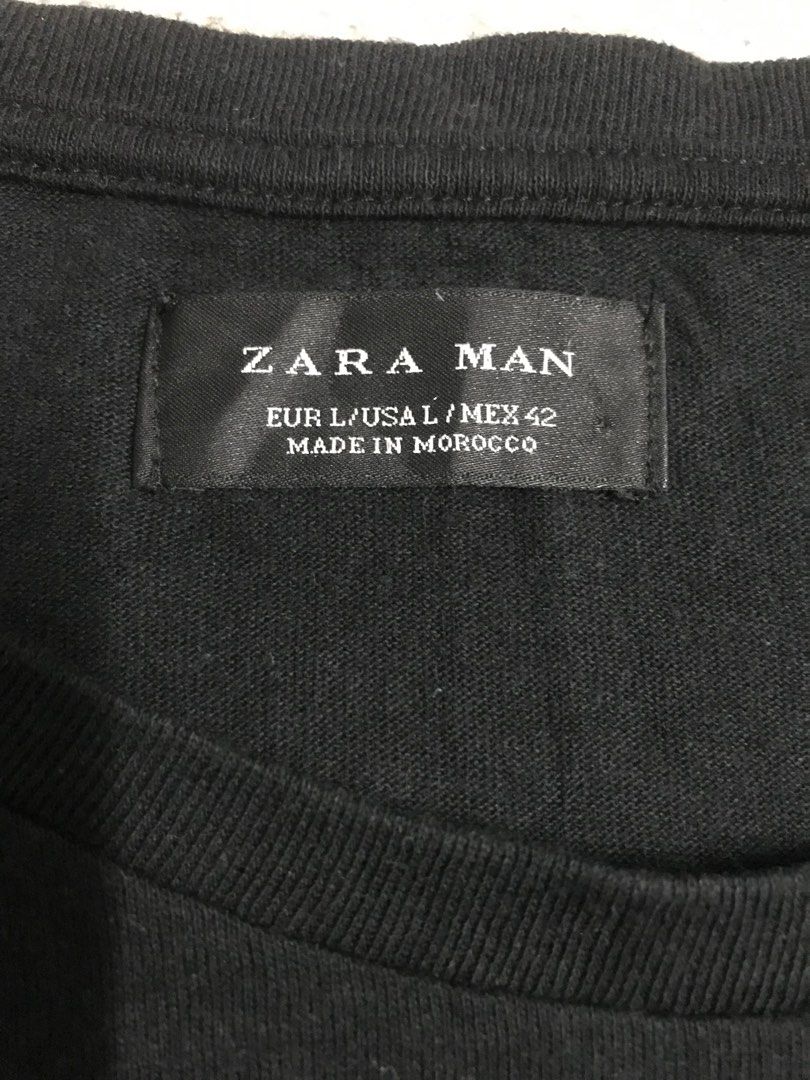 ZARA MAN
EUR L/USA L/MEX 42
MADE IN MOROCCO